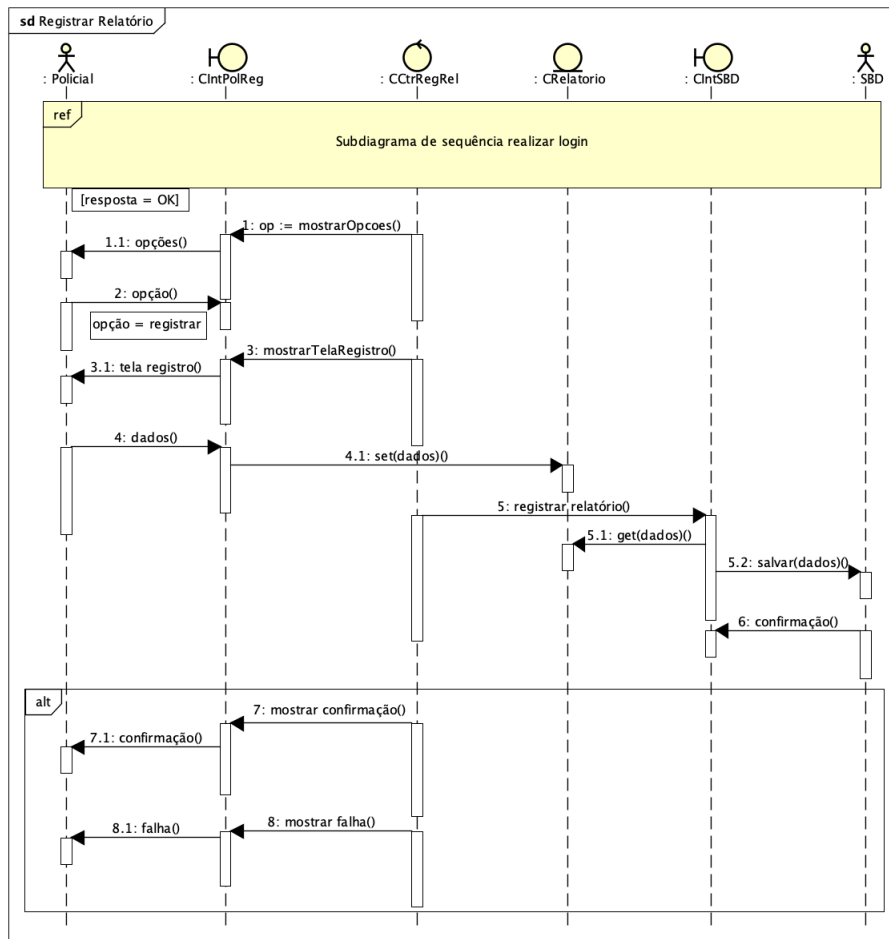 sd Registrar Relatório
: Policial
: CIntPolReg
: CCtrRegRel
: CRelatorio
: CIntSBD
: SBD
ref
Subdiagrama de sequência realizar login
[resposta = OK]
1: op := mostrarOpcoes()
1.1: opções()
2: opção()
opção = registrar
3: mostrarTelaRegistro()
3.1: tela registro()
4: dados()
4.1: set(dados)()
5: registrar relatório()
5.1: get(dados)()
5.2: salvar(dados)()
6: confirmação()
alt
7: mostrar confirmação()
7.1: confirmação()
8: mostrar falha()
8.1: falha()